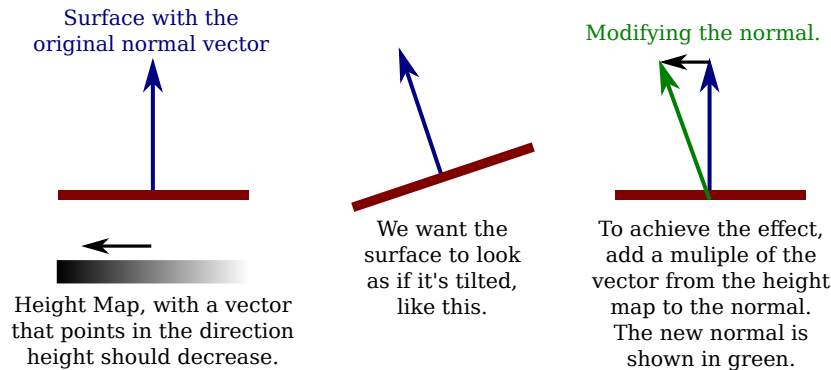 Surface with the
original normal vector
Height Map, with a vector
that points in the direction
height should decrease.
We want the
surface to look
as if it's tilted,
like this.
Modifying the normal.
To achieve the effect,
add a muliple of the
vector from the height
map to the normal.
The new normal is
shown in green.